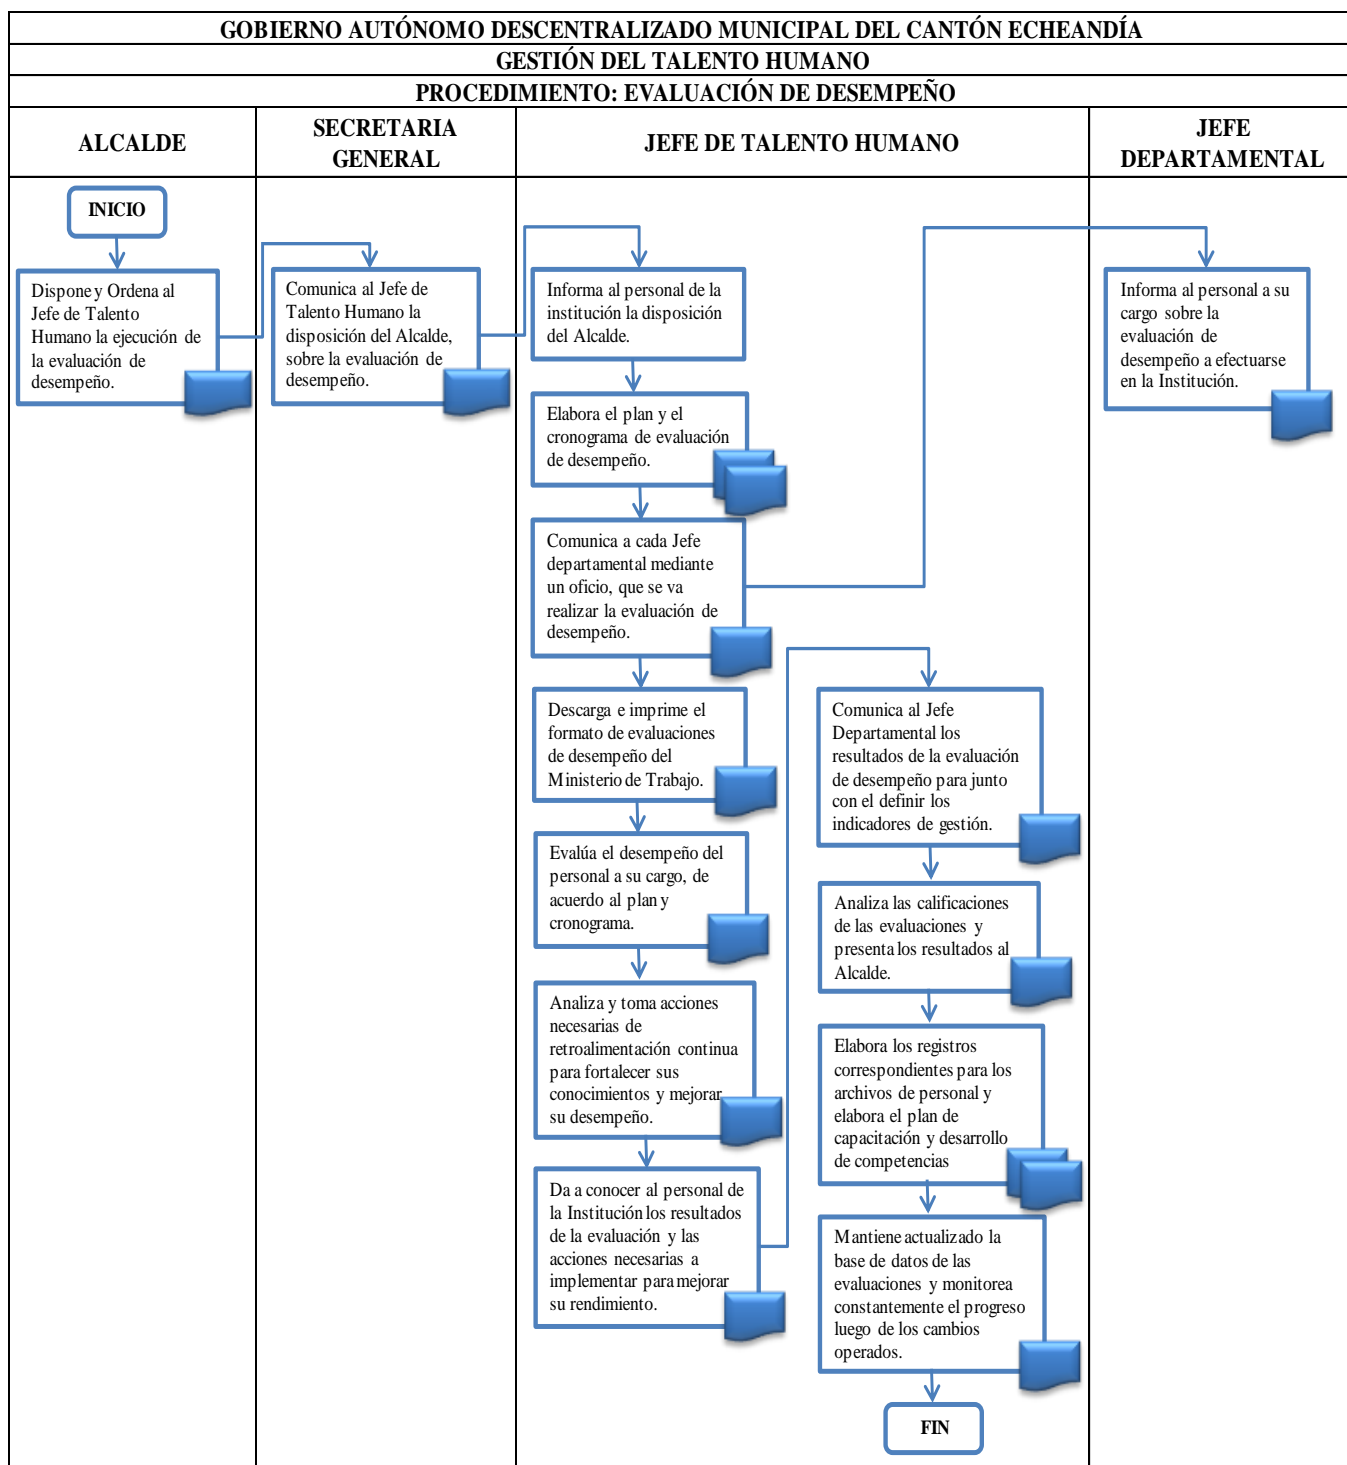 GOBIERNO AUTÓNOMO DESCENTRALIZADO MUNICIPAL DEL CANTÓN ECHEANDÍA
GESTIÓN DEL TALENTO HUMANO
PROCEDIMIENTO: EVALUACIÓN DE DESEMPEÑO
ALCALDE
SECRETARIA
GENERAL
JEFE DE TALENTO HUMANO
JEFE
DEPARTAMENTAL
INICIO
Dispone y Ordena al
Jefe de Talento
Humano la ejecución de
la evaluación de
desempeño.
Comunica al Jefe de
Talento Humano la
disposición del Alcalde,
sobre la evaluación de
desempeño.
Informa al personal de la
institución la disposición
del Alcalde.
Elabora el plan y el
cronograma de evaluación
de desempeño.
Comunica a cada Jefe
departamental mediante
un oficio, que se va
realizar la evaluación de
desempeño.
Descarga e imprime el
formato de evaluaciones
de desempeño del
Ministerio de Trabajo.
Evalúa el desempeño del
personal a su cargo, de
acuerdo al plan y
cronograma.
Analiza y toma acciones
necesarias de
retroalimentación continua
para fortalecer sus
conocimientos y mejorar
su desempeño.
Da a conocer al personal de
la Institución los resultados
de la evaluación y las
acciones necesarias a
implementar para mejorar
su rendimiento.
Comunica al Jefe
Departamental los
resultados de la evaluación
de desempeño para junto
con el definir los
indicadores de gestión.
Analiza las calificaciones
de las evaluaciones y
presenta los resultados al
Alcalde.
Elabora los registros
correspondientes para los
archivos de personal y
elabora el plan de
capacitación y desarrollo
de competencias
Mantiene actualizado la
base de datos de las
evaluaciones y monitorea
constantemente el progreso
luego de los cambios
operados.
FIN
Informa al personal a su
cargo sobre la
evaluación de
desempeño a efectuarse
en la Institución.